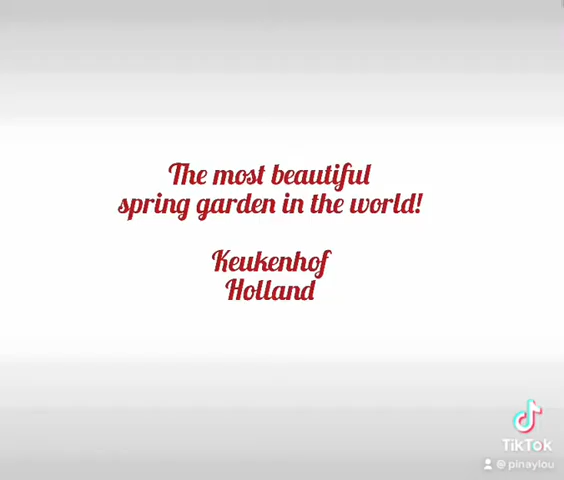 The most beautiful
spring garden in the world!
Keukenhof
Holland
TikTok
@pinaylou